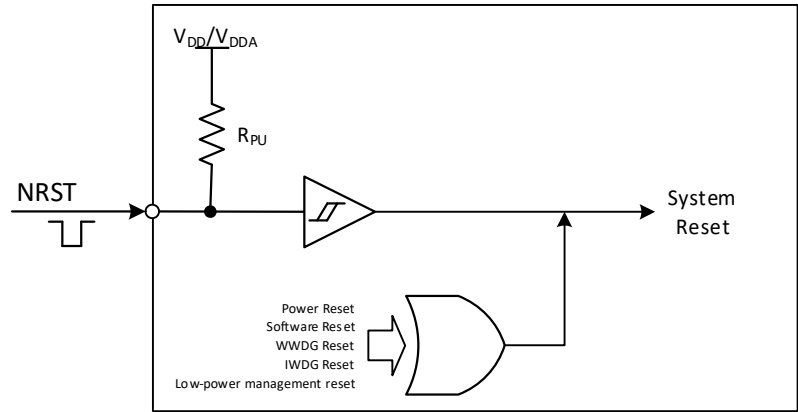 VDD/VDDA
RPU
NRST
System
Reset
Power Reset
Software Reset
WWDG Reset
IWDG Reset
Low-power management reset